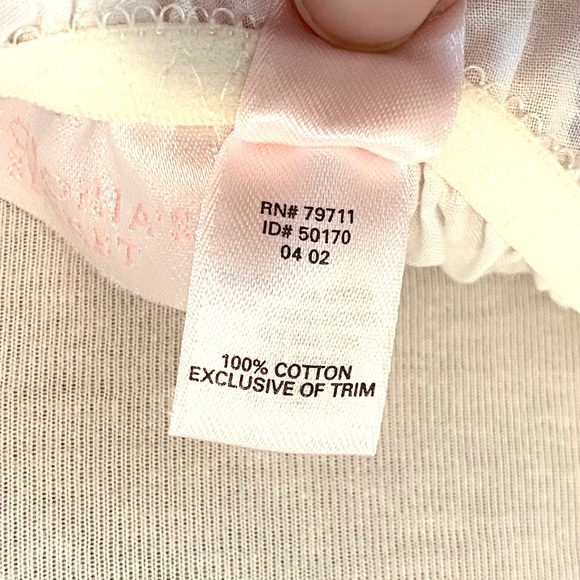 RN# 79711
ID# 50170
04 02
100% COTTON
EXCLUSIVE OF TRIM